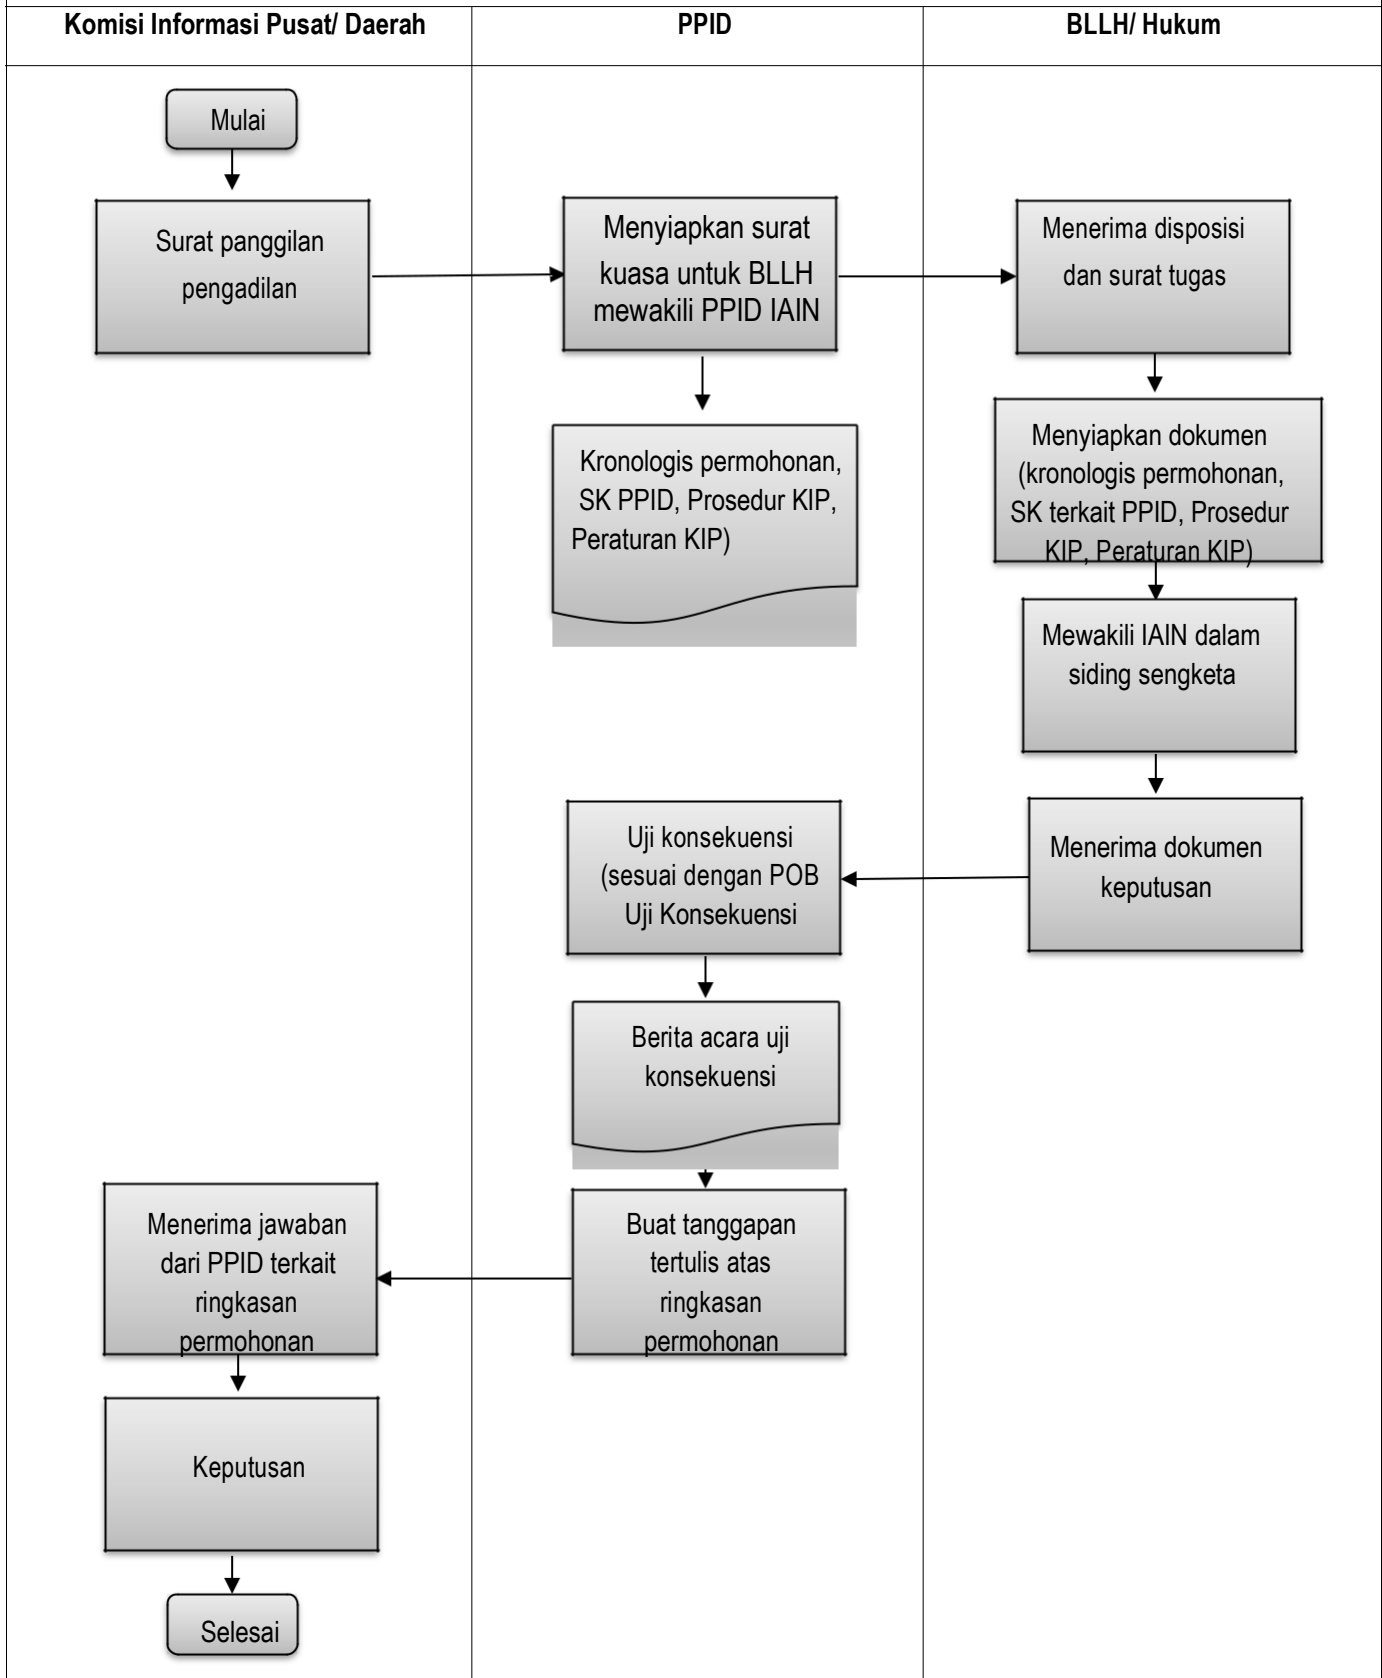 Komisi Informasi Pusat/ Daerah
PPID
BLLH/ Hukum
Mulai
Surat panggilan
pengadilan
Menyiapkan surat
kuasa untuk BLLH
mewakili PPID IAIN
Menerima disposisi
dan surat tugas
Kronologis permohonan,
SK PPID, Prosedur KIP,
Peraturan KIP)
Menyiapkan dokumen
(kronologis permohonan,
SK terkait PPID, Prosedur
KIP, Peraturan KIP)
Mewakili IAIN dalam
siding sengketa
Menerima dokumen
keputusan
Uji konsekuensi
(sesuai dengan POB
Uji Konsekuensi
Berita acara uji
konsekuensi
Buat tanggapan
tertulis atas
ringkasan
permohonan
Menerima jawaban
dari PPID terkait
ringkasan
permohonan
Keputusan
Selesai